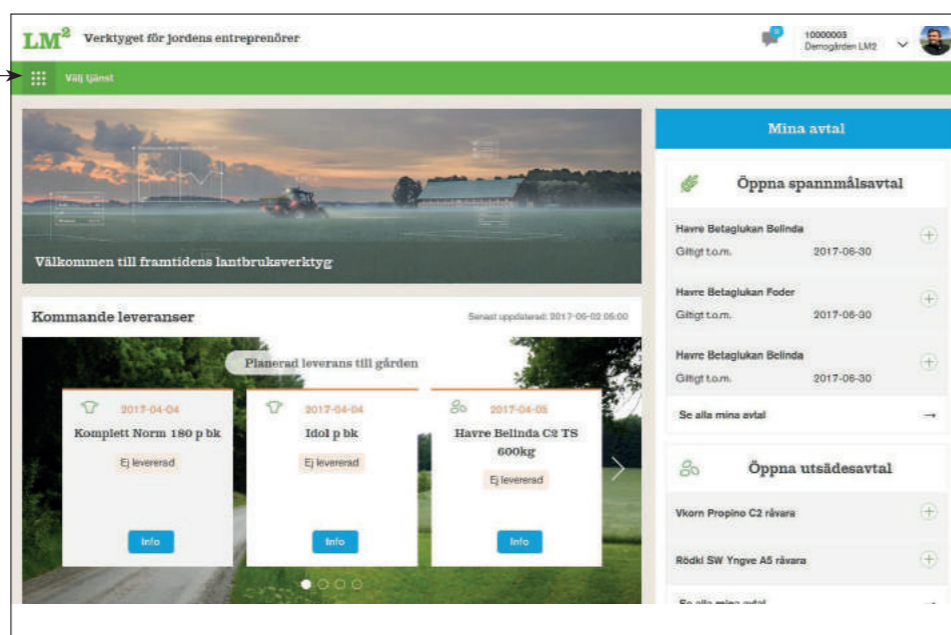 LM² Verktyget för jordens entreprenörer
10000003
Demogården LM2
Välj tjänst
Välkommen till framtidens lantbruksverktyg
Kommande leveranser
Senast uppdaterad: 2017-06-02 05:00
Planerad leverans till gården
2017-04-04
Komplett Norm 180 p bk
Ej levererad
Info
2017-04-04
Idol p bk
Ej levererad
Info
2017-04-05
Havre Belinda C2 TS
600kg
Ej levererad
Info
Mina avtal
Öppna spannmålsavtal
Havre Betaglukan Belinda
Giltigt t.o.m. 2017-06-30
Havre Betaglukan Foder
Giltigt t.o.m. 2017-06-30
Havre Betaglukan Belinda
Giltigt t.o.m. 2017-06-30
Se alla mina avtal
Öppna utsädesavtal
Vkorn Propino C2 råvara
Rödkl SW Yngve A5 råvara
Se alla mina avtal